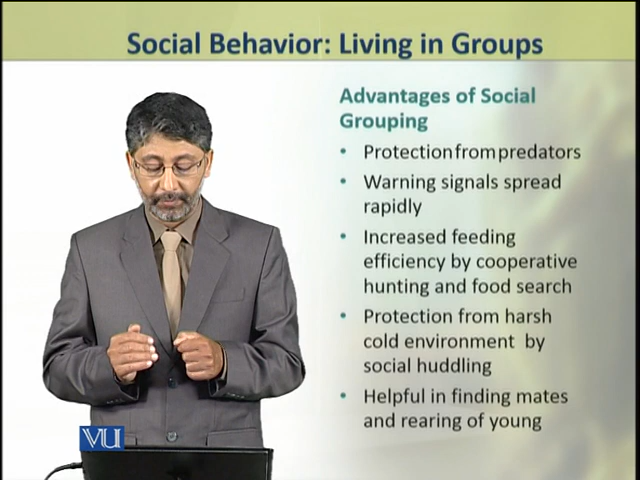 Social Behavior: Living in Groups
Advantages of Social
Grouping
• Protection from predators
• Warning signals spread
rapidly
• Increased feeding
efficiency by cooperative
hunting and food search
• Protection from harsh
cold environment by
social huddling
• Helpful in finding mates
and rearing of young
VU